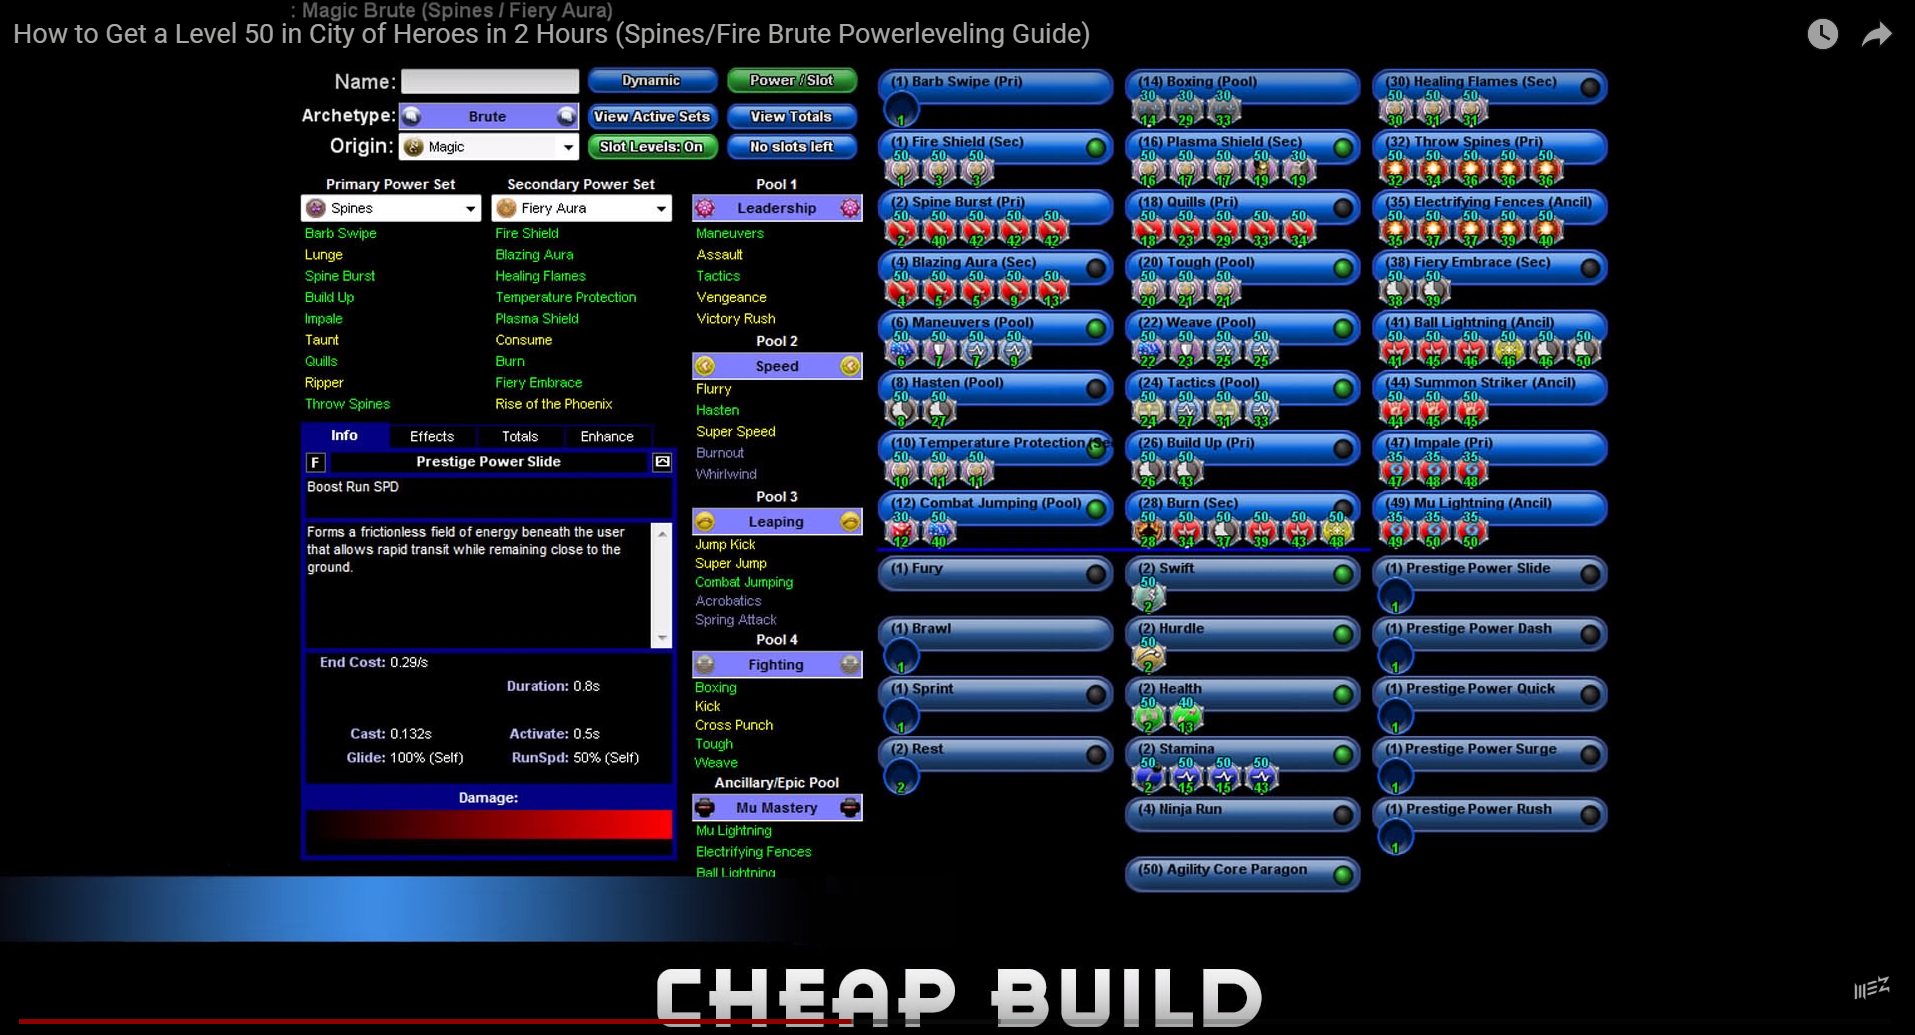 : Magic Brute (Spines / Fiery Aura)
How to Get a Level 50 in City of Heroes in 2 Hours (Spines/Fire Brute Powerleveling Guide)
Name:
Dynamic
Power / Slot
Archetype:
Brute
View Active Sets
View Totals
Origin:
Magic
Slot Levels: On
No slots left
Primary Power Set
Spines
Barb Swipe
Lunge
Spine Burst
Build Up
Impale
Taunt
Quills
Ripper
Throw Spines
Secondary Power Set
Fiery Aura
Fire Shield
Blazing Aura
Healing Flames
Temperature Protection
Plasma Shield
Consume
Burn
Fiery Embrace
Rise of the Phoenix
Info
Effects
Totals
Enhance
F
Prestige Power Slide
Boost Run SPD
Forms a frictionless field of energy beneath the user
that allows rapid transit while remaining close to the
ground.
End Cost: 0.29/s
Duration: 0.8s
Cast: 0.132s
Activate: 0.5s
Glide: 100% (Self)
RunSpd: 50% (Self)
Damage:
Pool 1
Leadership
Maneuvers
Assault
Tactics
Vengeance
Victory Rush
Pool 2
Speed
Flurry
Hasten
Super Speed
Burnout
Whirlwind
Pool 3
Leaping
Jump Kick
Super Jump
Combat Jumping
Acrobatics
Spring Attack
Pool 4
Fighting
Boxing
Kick
Cross Punch
Tough
Weave
Ancillary/Epic Pool
Mu Mastery
Mu Lightning
Electrifying Fences
Ball Lightning
(1) Barb Swipe (Pri)
1
(1) Fire Shield (Sec)
50 50 50
1 3 3
(2) Spine Burst (Pri)
50 50 50 50 50
2 40 42 42 42
(4) Blazing Aura (Sec)
50 50 50 50 50
4 5 5 9 13
(6) Maneuvers (Pool)
50 50 50 50
6 7 7 9
(8) Hasten (Pool)
50 50
8 27
(10) Temperature Protection (Sec
50 50 50
10 11 11
(12) Combat Jumping (Pool)
30 50
12 40
(14) Boxing (Pool)
30 30 30
14 29 33
(16) Plasma Shield (Sec)
50 50 50 50 30
16 17 17 19 19
(18) Quills (Pri)
50 50 50 50 50
18 23 29 33 34
(20) Tough (Pool)
50 50 50
20 21 21
(22) Weave (Pool)
50 50 50 50
22 23 25 25
(24) Tactics (Pool)
50 50 50 50
24 27 31 33
(26) Build Up (Pri)
50 50
26 43
(28) Burn (Sec)
50 50 50 50 50 50
28 34 37 39 43 48
(30) Healing Flames (Sec)
50 50 50
30 31 31
(32) Throw Spines (Pri)
50 50 50 50 50
32 34 36 36 36
(35) Electrifying Fences (Ancil)
50 50 50 50 50
35 37 37 39 40
(38) Fiery Embrace (Sec)
50 50
38 39
(41) Ball Lightning (Ancil)
50 50 50 50 50 50
41 45 46 46 46 50
(44) Summon Striker (Ancil)
50 50 50
44 45 45
(47) Impale (Pri)
35 35 35
47 48 48
(49) Mu Lightning (Ancil)
35 35 35
49 50 50
(1) Fury
(1) Brawl
1
(1) Sprint
1
(2) Rest
2
(2) Swift
50
2
(2) Hurdle
50
2
(2) Health
50 40
2 13
(2) Stamina
50 50 50 50
2 15 15 43
(4) Ninja Run
(50) Agility Core Paragon
(1) Prestige Power Slide
1
(1) Prestige Power Dash
1
(1) Prestige Power Quick
1
(1) Prestige Power Surge
1
(1) Prestige Power Rush
1
CHEAP BUILD
MEZ